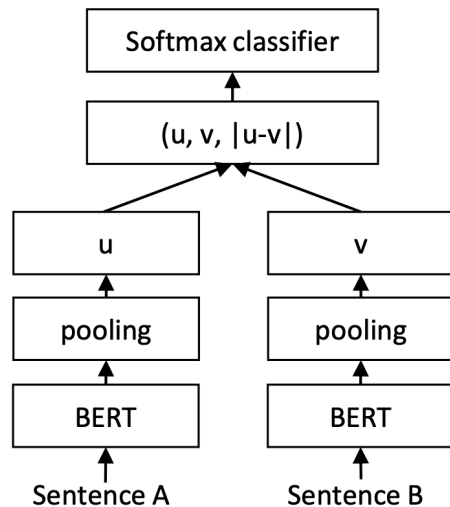 Softmax classifier
(u, v, |u-v|)
u
v
pooling
pooling
BERT
BERT
Sentence A
Sentence B